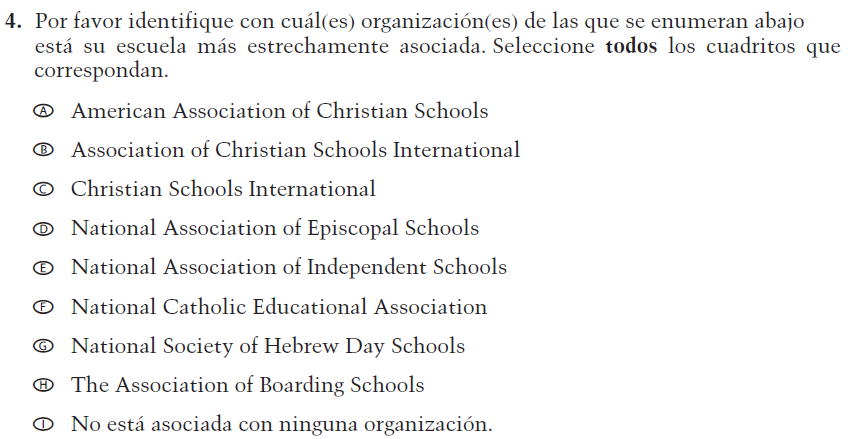 4. Por favor identifique con cuál(es) organización(es) de las que se enumeran abajo
está su escuela más estrechamente asociada. Seleccione todos los cuadritos que
correspondan.
A American Association of Christian Schools
B Association of Christian Schools International
C Christian Schools International
D National Association of Episcopal Schools
E National Association of Independent Schools
F National Catholic Educational Association
G National Society of Hebrew Day Schools
H The Association of Boarding Schools
I No está asociada con ninguna organización.